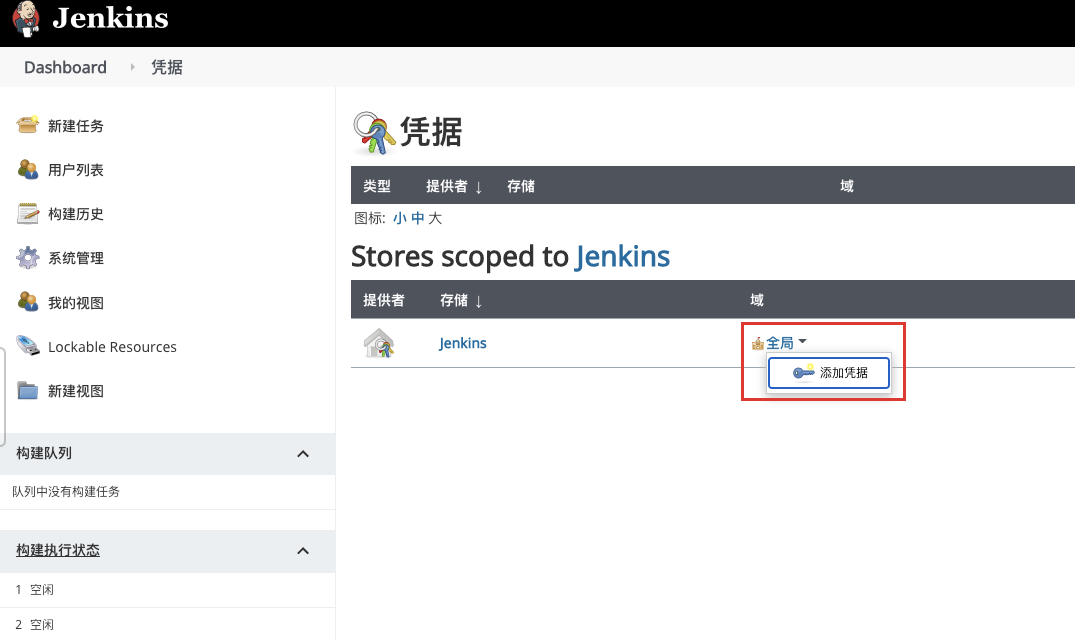 Jenkins
Dashboard 凭据
新建任务
用户列表
构建历史
系统管理
我的视图
Lockable Resources
新建视图
构建队列
队列中没有构建任务
构建执行状态
1 空闲
2 空闲
凭据
类型 提供者 ↓ 存储 域
图标: 小 中 大
Stores scoped to Jenkins
提供者 存储 ↓ 域
Jenkins 全局
添加凭据